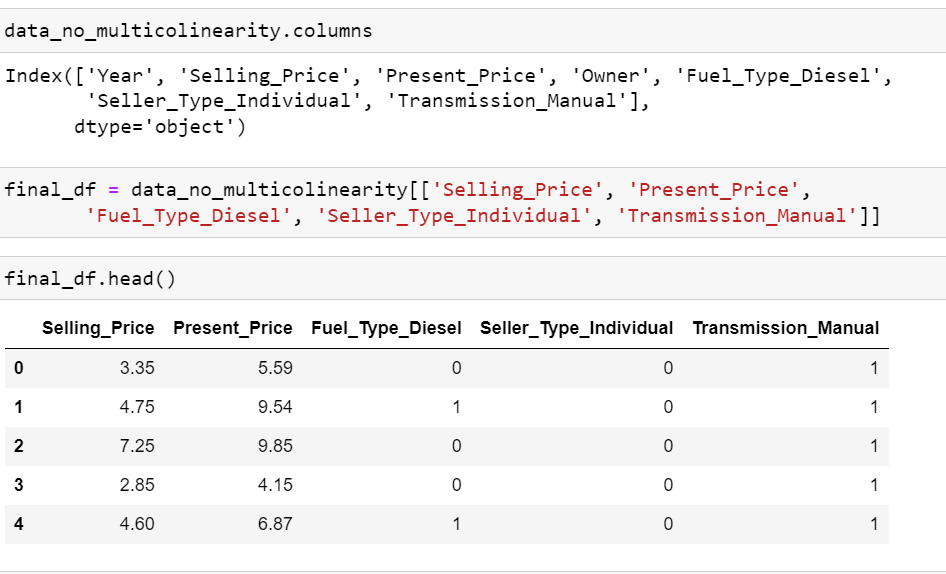 data_no_multicolinearity.columns
Index(['Year', 'Selling_Price', 'Present_Price', 'Owner', 'Fuel_Type_Diesel',
'Seller_Type_Individual', 'Transmission_Manual'],
dtype='object')
final_df = data_no_multicolinearity[['Selling_Price', 'Present_Price',
'Fuel_Type_Diesel', 'Seller_Type_Individual', 'Transmission_Manual']]
final_df.head()
Selling_Price Present_Price Fuel_Type_Diesel Seller_Type_Individual Transmission_Manual
0 3.35 5.59 0 0 1
1 4.75 9.54 1 0 1
2 7.25 9.85 0 0 1
3 2.85 4.15 0 0 1
4 4.60 6.87 1 0 1